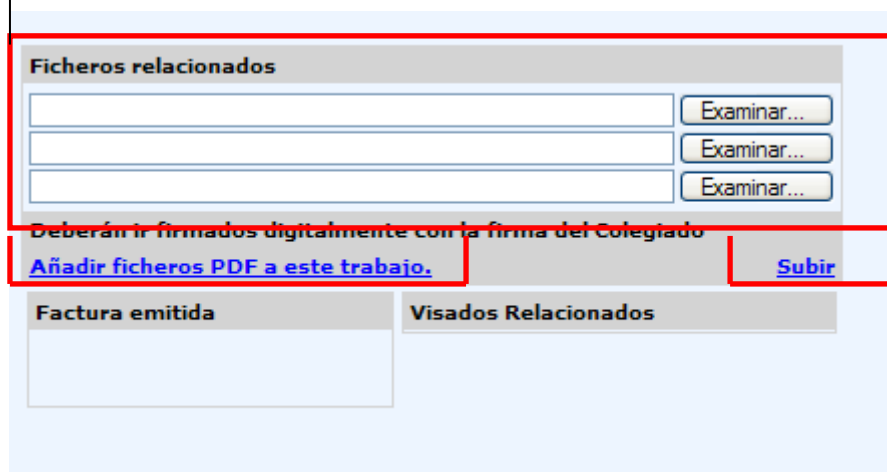 Ficheros relacionados
Examinar...
Examinar...
Examinar...
Deberán ir firmados digitalmente con la firma del Colegiado
Añadir ficheros PDF a este trabajo. Subir
Factura emitida Visados Relacionados